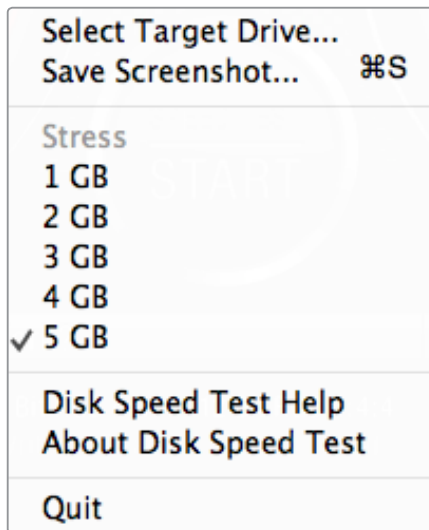 Select Target Drive...
Save Screenshot... ⌘S
Stress
1 GB
START
2 GB
3 GB
4 GB
✓ 5 GB
Disk Speed Test Help
About Disk Speed Test
Quit